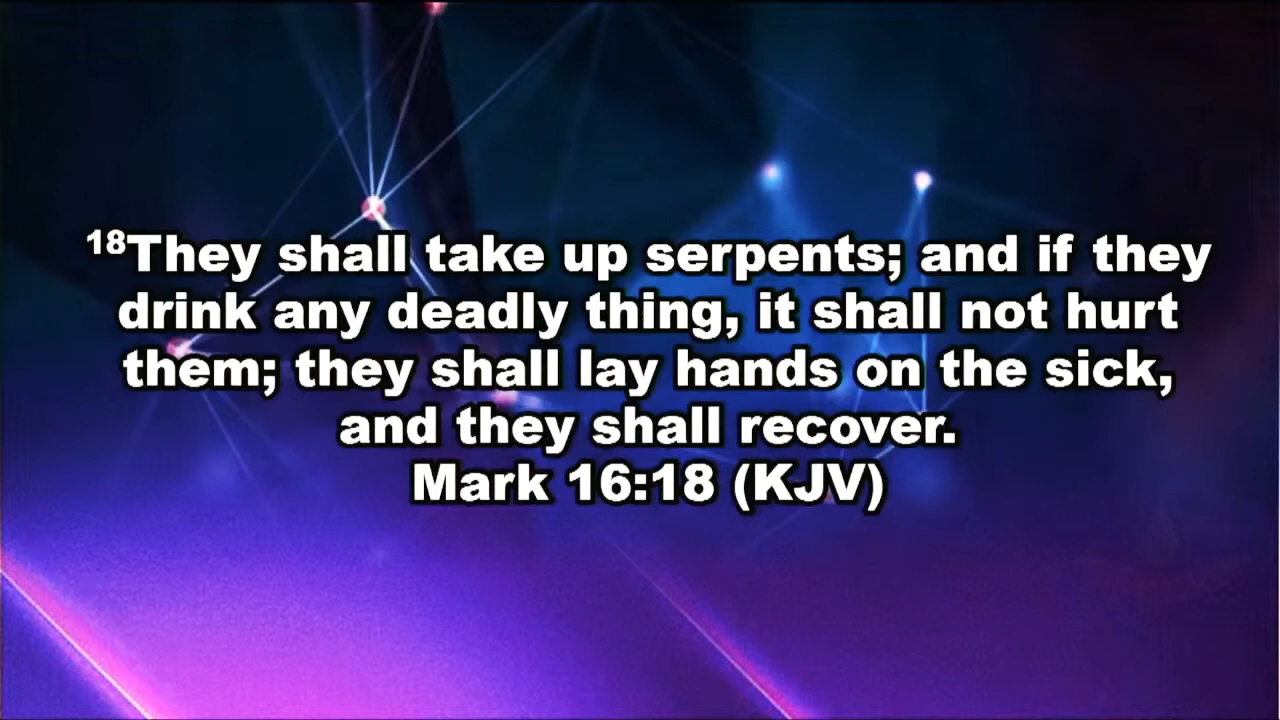 ¹⁸They shall take up serpents; and if they
drink any deadly thing, it shall not hurt
them; they shall lay hands on the sick,
and they shall recover.
Mark 16:18 (KJV)